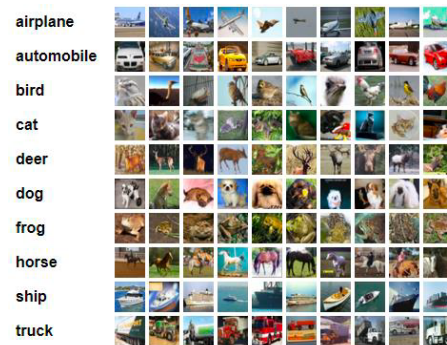 airplane
automobile
bird
cat
deer
dog
frog
horse
ship
truck